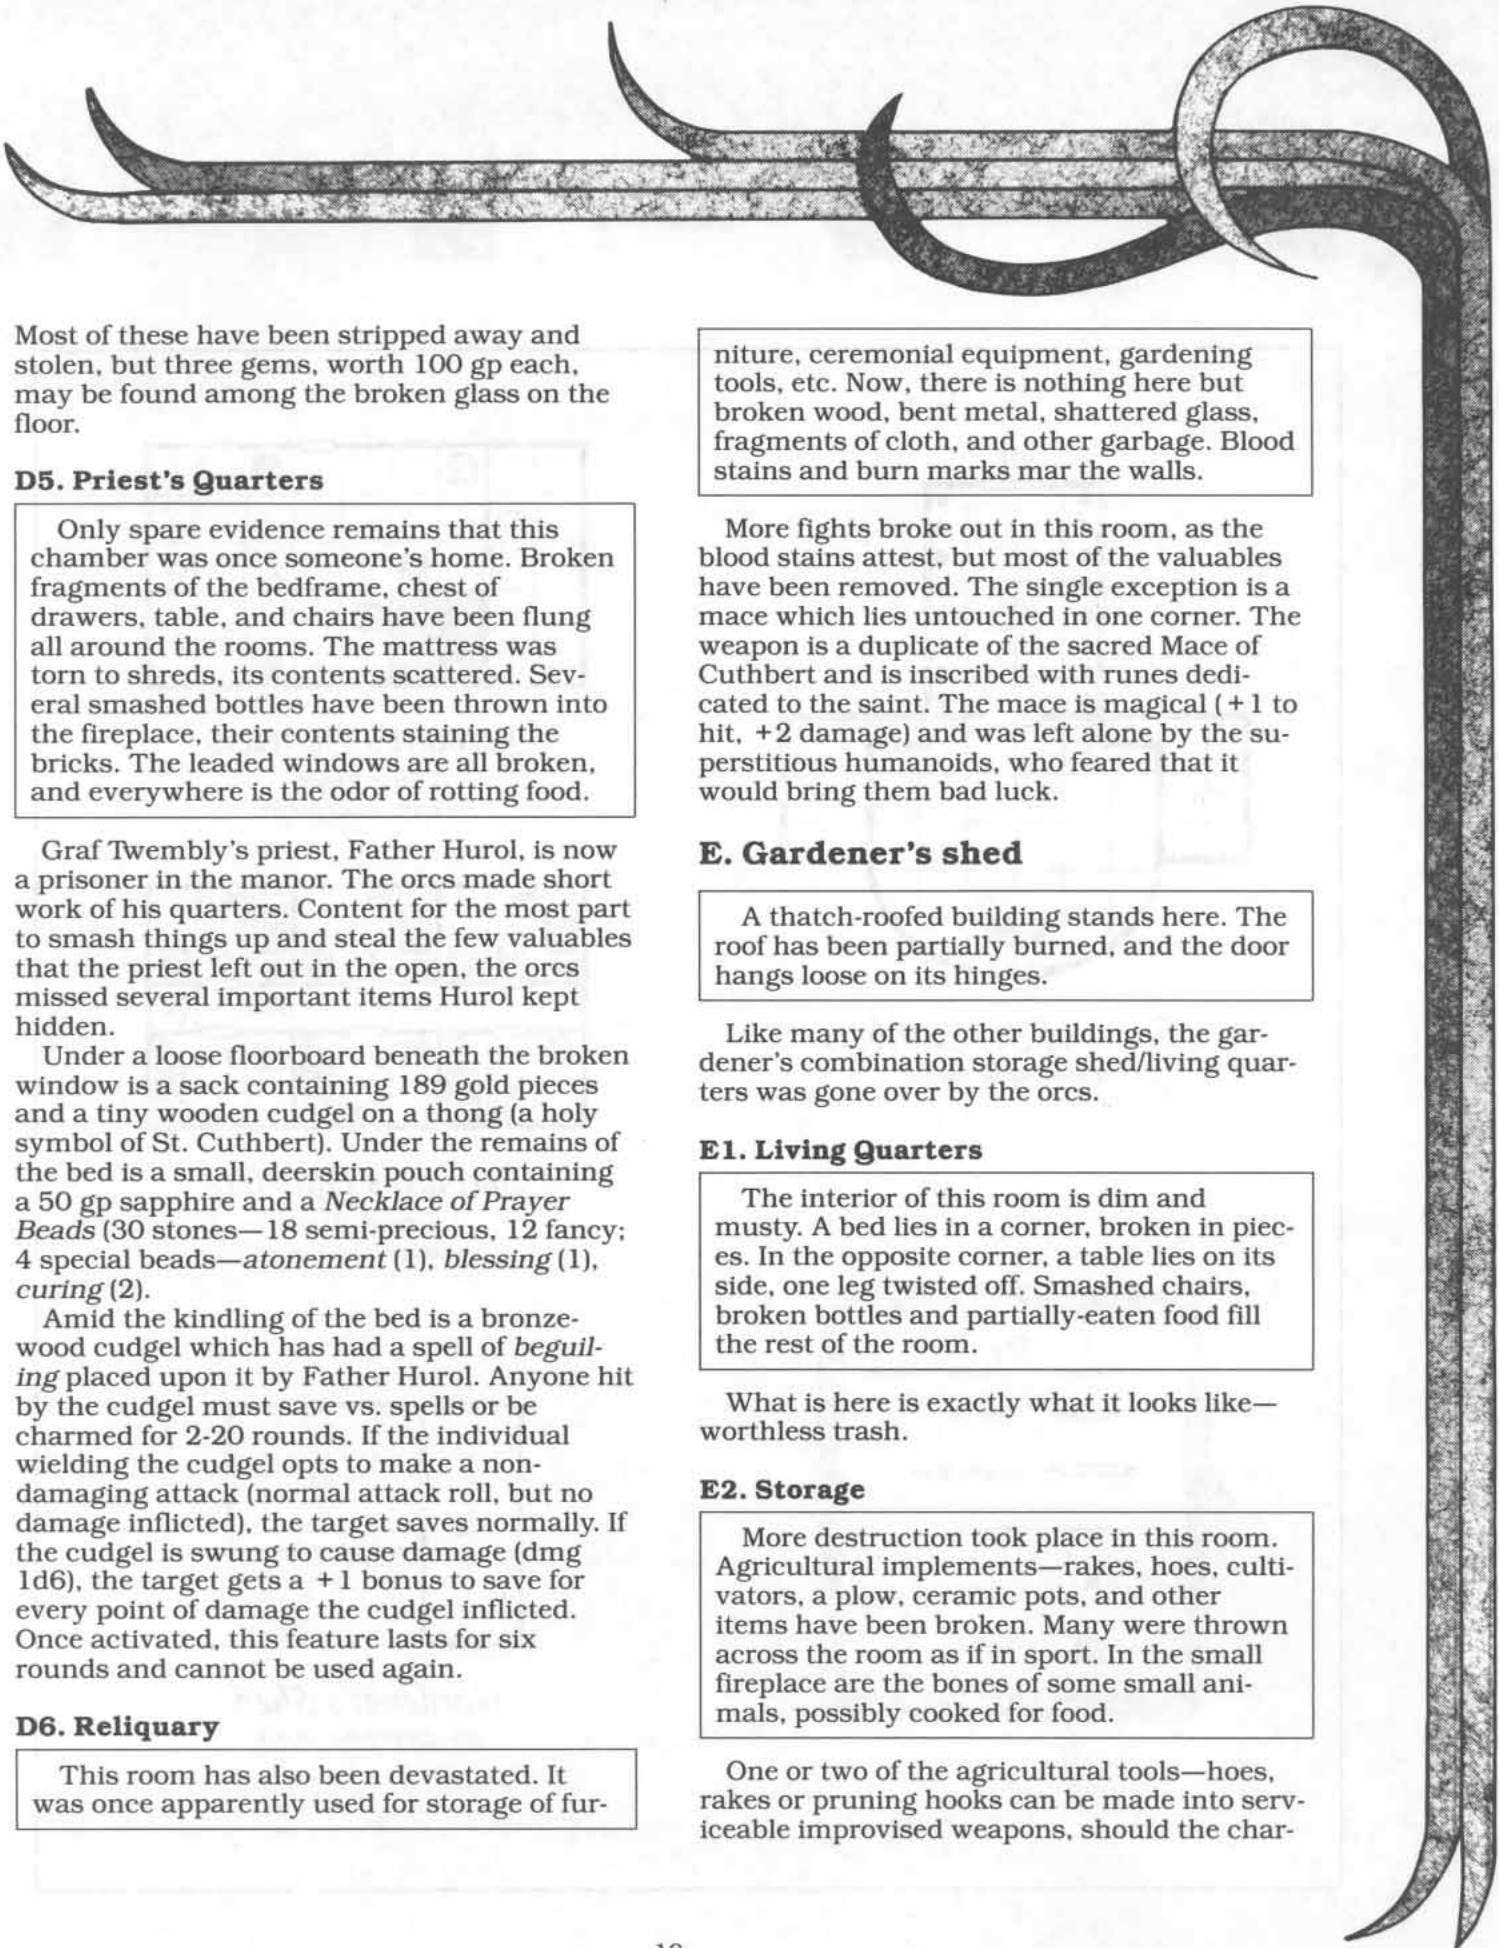 Most of these have been stripped away and
stolen, but three gems, worth 100 gp each,
may be found among the broken glass on the
floor.
D5. Priest's Quarters
Only spare evidence remains that this
chamber was once someone's home. Broken
fragments of the bedframe, chest of
drawers, table, and chairs have been flung
all around the rooms. The mattress was
torn to shreds, its contents scattered. Sev-
eral smashed bottles have been thrown into
the fireplace, their contents staining the
bricks. The leaded windows are all broken,
and everywhere is the odor of rotting food.
Graf Twembly's priest, Father Hurol, is now
a prisoner in the manor. The orcs made short
work of his quarters. Content for the most part
to smash things up and steal the few valuables
that the priest left out in the open, the orcs
missed several important items Hurol kept
hidden.
Under a loose floorboard beneath the broken
window is a sack containing 189 gold pieces
and a tiny wooden cudgel on a thong (a holy
symbol of St. Cuthbert). Under the remains of
the bed is a small, deerskin pouch containing
a 50 gp sapphire and a Necklace of Prayer
Beads (30 stones—18 semi-precious, 12 fancy;
4 special beads—atonement (1), blessing (1),
curing (2).
Amid the kindling of the bed is a bronze-
wood cudgel which has had a spell of beguil-
ing placed upon it by Father Hurol. Anyone hit
by the cudgel must save vs. spells or be
charmed for 2-20 rounds. If the individual
wielding the cudgel opts to make a non-
damaging attack (normal attack roll, but no
damage inflicted), the target saves normally. If
the cudgel is swung to cause damage (dmg
1d6), the target gets a +1 bonus to save for
every point of damage the cudgel inflicted.
Once activated, this feature lasts for six
rounds and cannot be used again.
D6. Reliquary
This room has also been devastated. It
was once apparently used for storage of fur-
niture, ceremonial equipment, gardening
tools, etc. Now, there is nothing here but
broken wood, bent metal, shattered glass,
fragments of cloth, and other garbage. Blood
stains and burn marks mar the walls.
More fights broke out in this room, as the
blood stains attest, but most of the valuables
have been removed. The single exception is a
mace which lies untouched in one corner. The
weapon is a duplicate of the sacred Mace of
Cuthbert and is inscribed with runes dedi-
cated to the saint. The mace is magical (+1 to
hit, +2 damage) and was left alone by the su-
perstitious humanoids, who feared that it
would bring them bad luck.
E. Gardener's shed
A thatch-roofed building stands here. The
roof has been partially burned, and the door
hangs loose on its hinges.
Like many of the other buildings, the gar-
dener's combination storage shed/living quar-
ters was gone over by the orcs.
E1. Living Quarters
The interior of this room is dim and
musty. A bed lies in a corner, broken in piec-
es. In the opposite corner, a table lies on its
side, one leg twisted off. Smashed chairs,
broken bottles and partially-eaten food fill
the rest of the room.
What is here is exactly what it looks like—
worthless trash.
E2. Storage
More destruction took place in this room.
Agricultural implements—rakes, hoes, culti-
vators, a plow, ceramic pots, and other
items have been broken. Many were thrown
across the room as if in sport. In the small
fireplace are the bones of some small ani-
mals, possibly cooked for food.
One or two of the agricultural tools—hoes,
rakes or pruning hooks can be made into serv-
iceable improvised weapons, should the char-